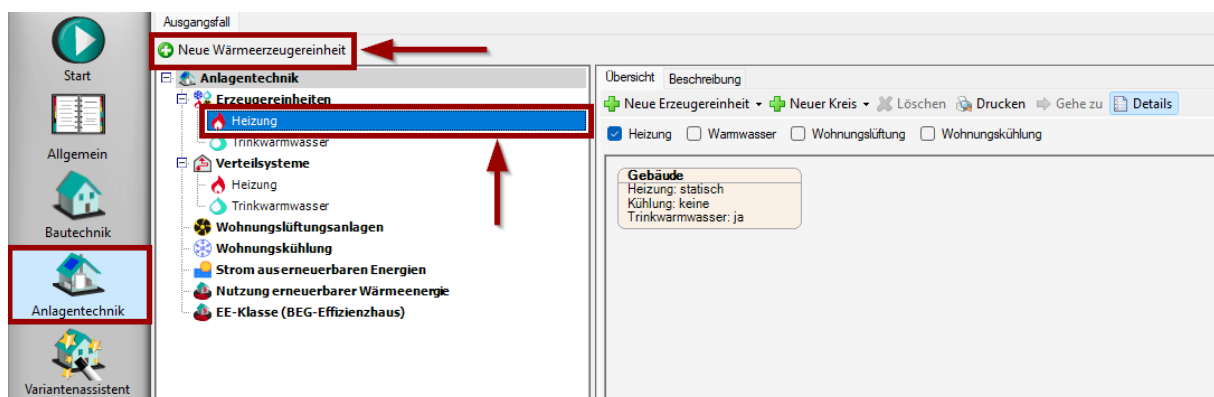 Ausgangsfall
Neue Wärmeerzeugereinheit
Start
Allgemein
Bautechnik
Anlagentechnik
Variantenassistent
Anlagentechnik
Erzeugereinheiten
Heizung
Trinkwarmwasser
Verteilsysteme
Heizung
Trinkwarmwasser
Wohnungslüftungsanlagen
Wohnungskühlung
Strom aus erneuerbaren Energien
Nutzung erneuerbarer Wärmeenergie
EE-Klasse (BEG-Effizienzhaus)
Übersicht Beschreibung
Neue Erzeugereinheit Neuer Kreis Löschen Drucken Gehe zu Details
Heizung Warmwasser Wohnungslüftung Wohnungskühlung
Gebäude
Heizung: statisch
Kühlung: keine
Trinkwarmwasser: ja